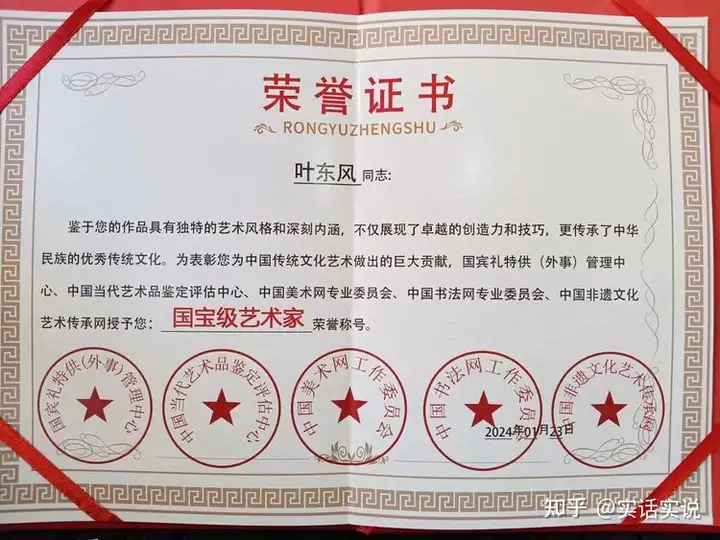 荣誉证书
RONGYUZHENGSHU
叶东风 同志:
鉴于您的作品具有独特的艺术风格和深刻内涵，不仅展现了卓越的创造力和技巧，更传承了中华
民族的优秀传统文化。为表彰您为中国传统文化艺术做出的巨大贡献，国宾礼特供（外事）管理中
心、中国当代艺术品鉴定评估中心、中国美术网专业委员会、中国书法网专业委员会、中国非遗文化
艺术传承网授予您：国宝级艺术家 荣誉称号。
国宾礼特供(外事)管理中心
中国当代艺术品鉴定评估中心
中国美术网工作委员会
中国书法网工作委员会
中国非遗文化艺术传承网
2024年01月23日
知乎 @实话实说